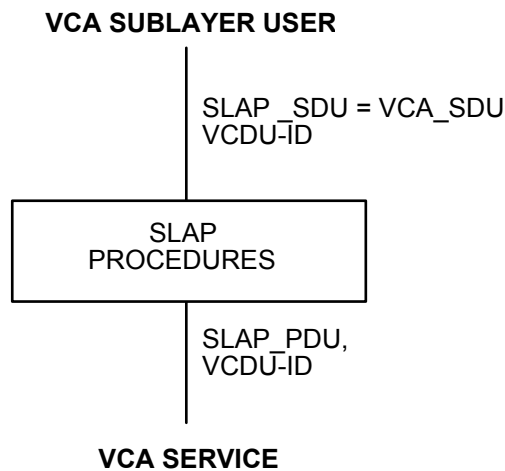 VCA SUBLAYER USER
SLAP _SDU = VCA_SDU
VCDU-ID
SLAP
PROCEDURES
SLAP_PDU,
VCDU-ID
VCA SERVICE